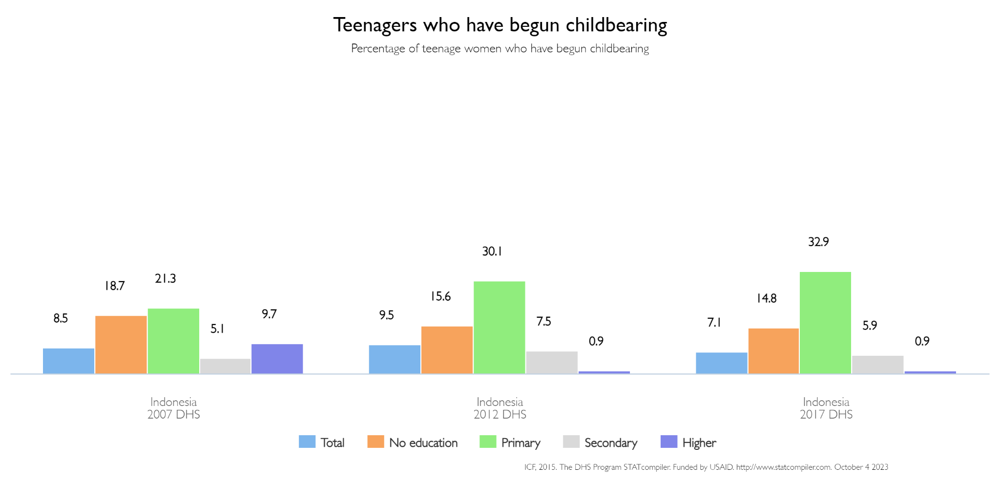 Teenagers who have begun childbearing
Percentage of teenage women who have begun childbearing
8.5
18.7
21.3
5.1
9.7
9.5
15.6
30.1
7.5
0.9
7.1
14.8
32.9
5.9
0.9
Indonesia
2007 DHS
Indonesia
2012 DHS
Indonesia
2017 DHS
Total
No education
Primary
Secondary
Higher
ICF, 2015. The DHS Program STATcompiler. Funded by USAID. http://www.statcompiler.com. October 4 2023